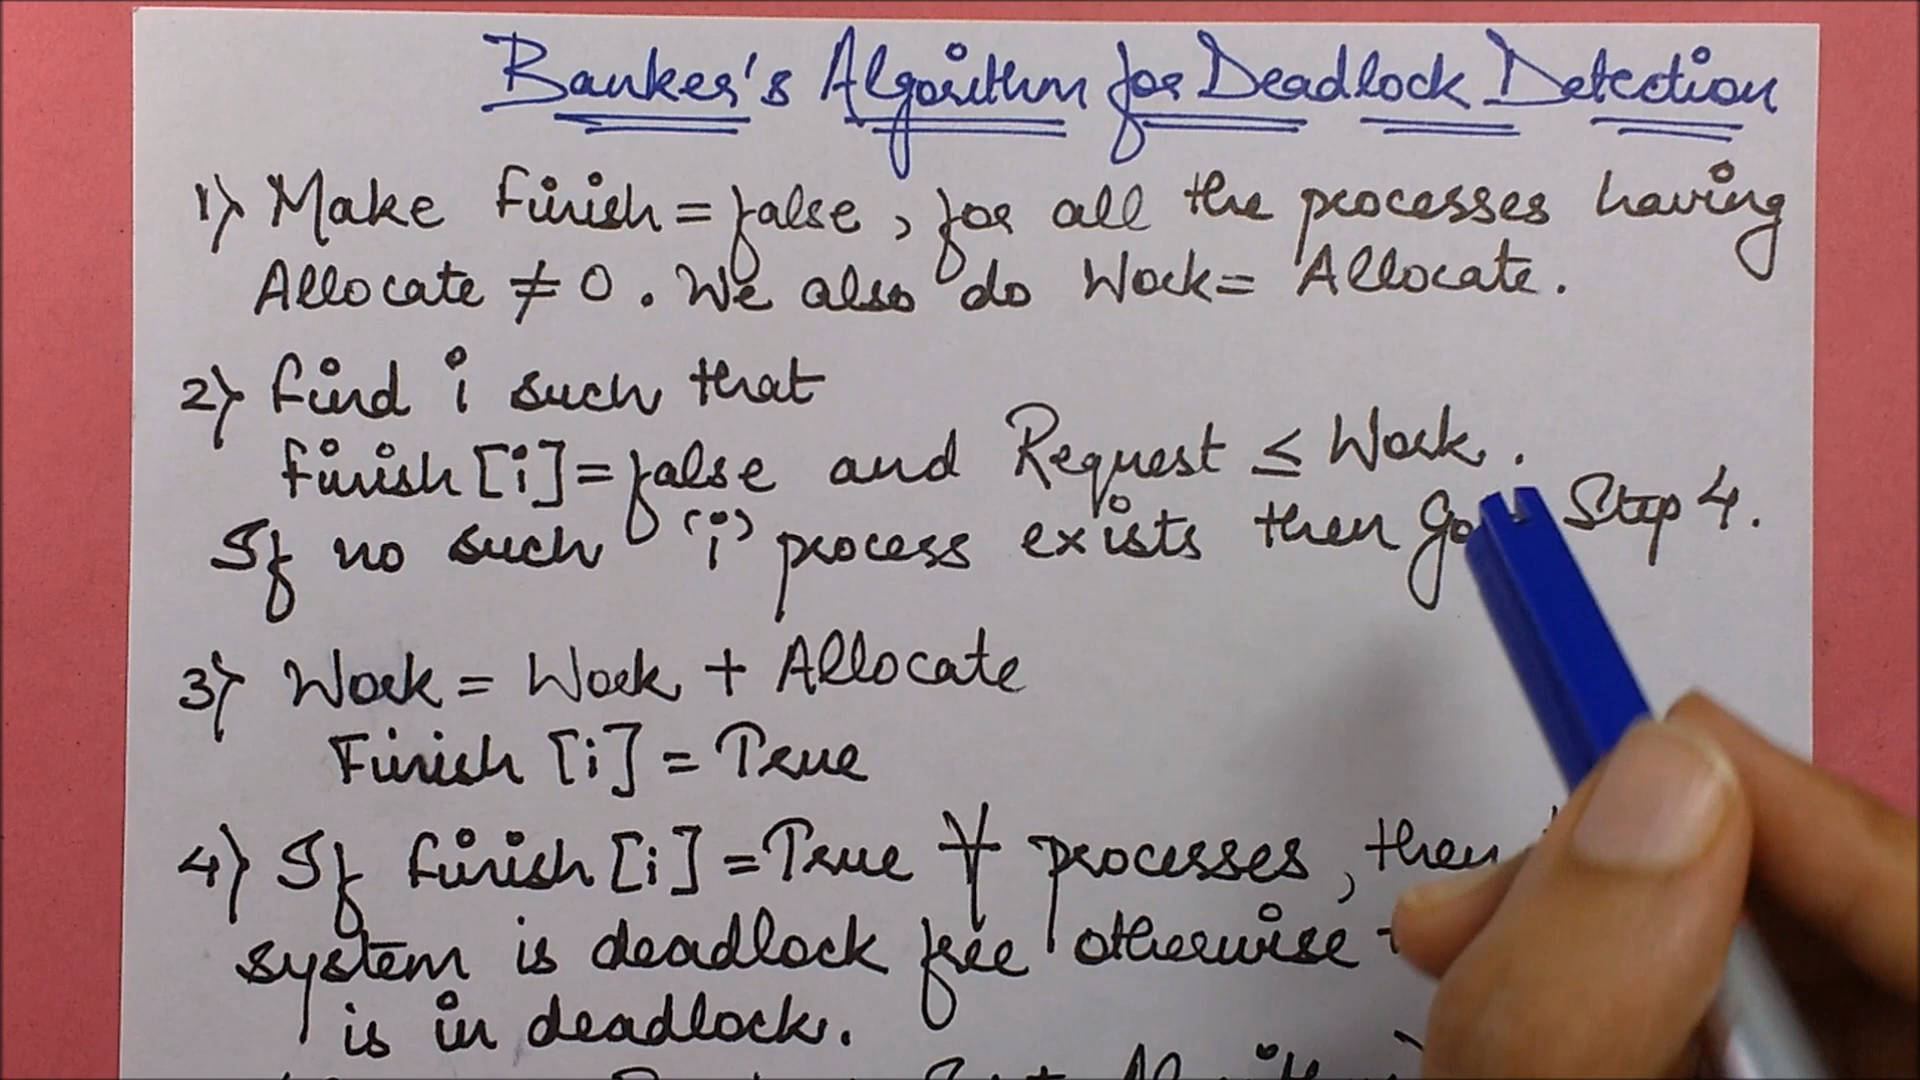 Banker's Algorithm for Deadlock Detection
1) Make Finish = false, for all the processes having
Allocate ≠ 0. We also do Work = Allocate.
2) Find i such that
Finish [i] = false and Request ≤ Work.
If no such 'i' process exists then Go Step 4.
3) Work = Work + Allocate
Finish [i] = True
4) If Finish [i] = True ∀ processes, then
system is deadlock free otherwise
is in deadlock.